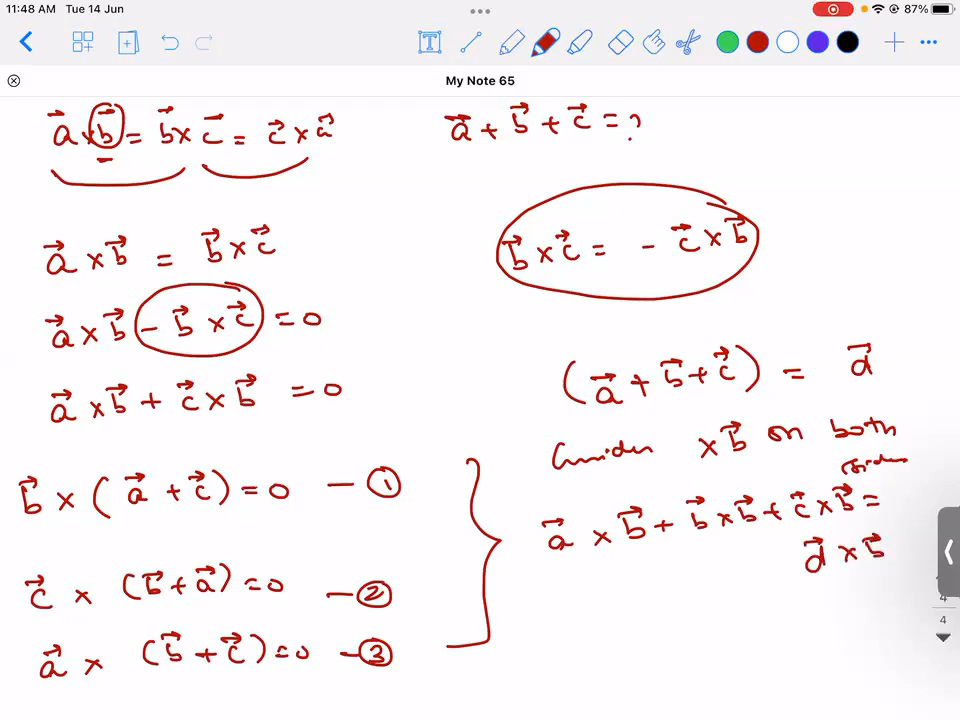 11:48 AM Tue 14 Jun
87%
My Note 65
a⃗ × b⃗ = b⃗ × c⃗ = c⃗ × a⃗
a⃗ + b⃗ + c⃗ = ?
a⃗ × b⃗ = b⃗ × c⃗
b⃗ × c⃗ = - c⃗ × b⃗
a⃗ × b⃗ - b⃗ × c⃗ = 0
a⃗ × b⃗ + c⃗ × b⃗ = 0
b⃗ × ( a⃗ + c⃗ ) = 0 — ①
c⃗ × ( b⃗ + a⃗ ) = 0 — ②
a⃗ × ( b⃗ + c⃗ ) = 0 — ③
( a⃗ + b⃗ + c⃗ ) = d⃗
Consider × b⃗ on both
sides
a⃗ × b⃗ + b⃗ × b⃗ + c⃗ × b⃗ =
d⃗ × b⃗
4
4